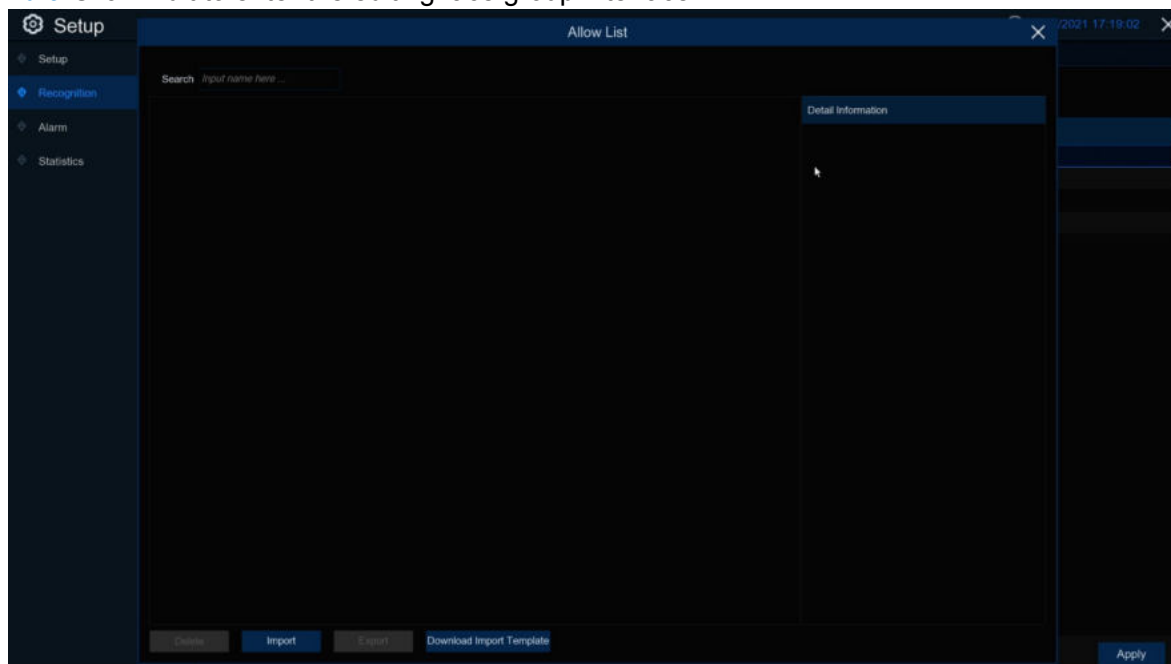 Setup
Allow List
/2021 17:19:02
Setup
Search Input name here ...
Recognition
Detail Information
Alarm
Statistics
Delete Import Export Download Import Template
Apply